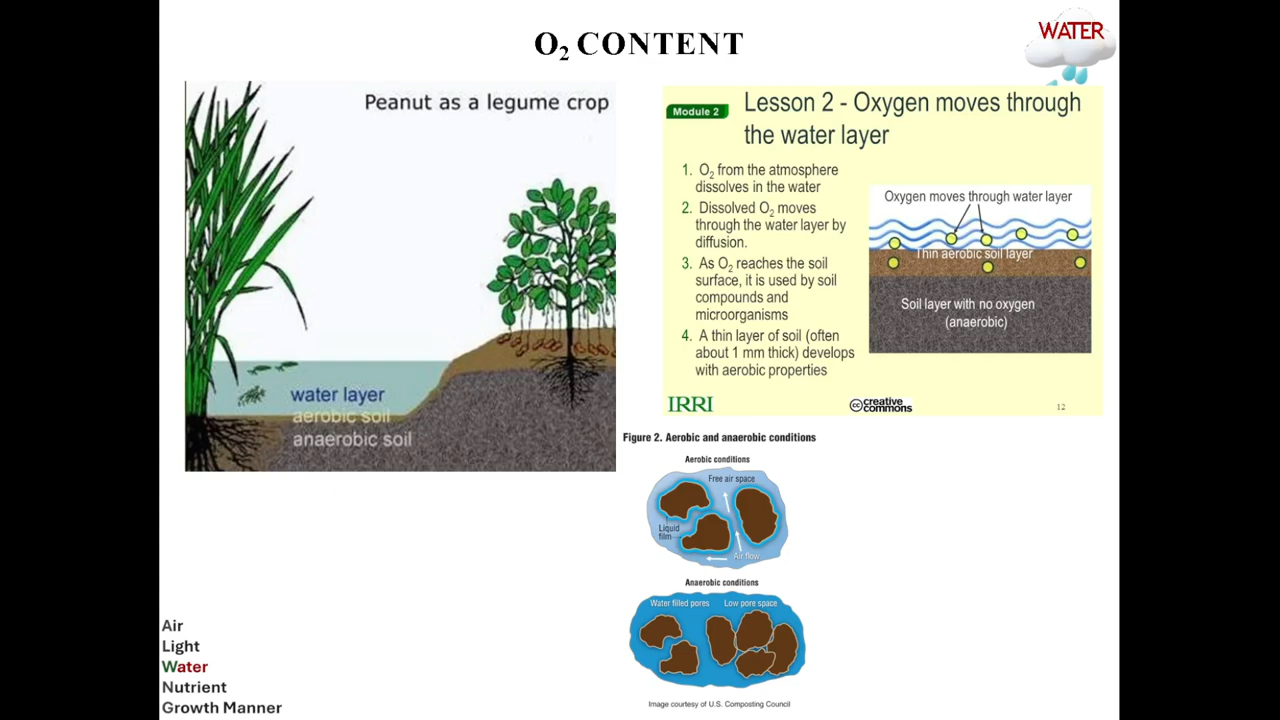 O₂ CONTENT
WATER
Peanut as a legume crop
water layer
aerobic soil
anaerobic soil
Module 2
Lesson 2 - Oxygen moves through
the water layer
1. O₂ from the atmosphere
dissolves in the water
2. Dissolved O₂ moves
through the water layer by
diffusion.
3. As O₂ reaches the soil
surface, it is used by soil
compounds and
microorganisms
4. A thin layer of soil (often
about 1 mm thick) develops
with aerobic properties
Oxygen moves through water layer
Thin aerobic soil layer
Soil layer with no oxygen
(anaerobic)
IRRI
cc creative
commons
12
Figure 2. Aerobic and anaerobic conditions
Aerobic conditions
Free air space
Liquid
film
Air flow
Anaerobic conditions
Water filled pores
Low pore space
Image courtesy of U.S. Composting Council
Air
Light
Water
Nutrient
Growth Manner